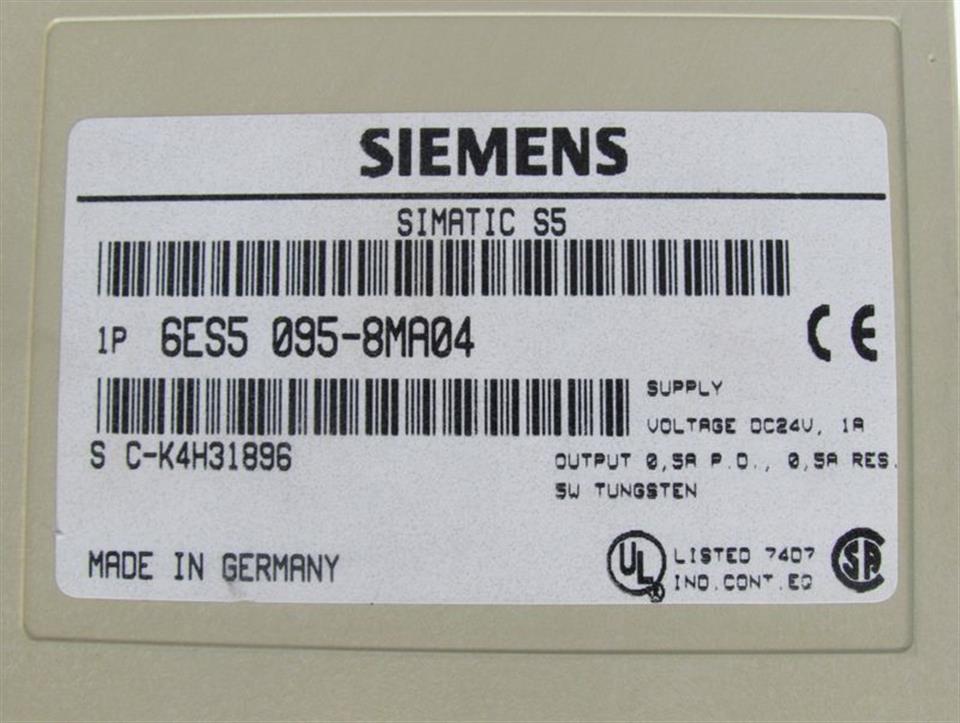 SIEMENS
SIMATIC S5
1P 6ES5 095-8MA04
SUPPLY
VOLTAGE DC24V, 1A
S C-K4H31896
OUTPUT 0,5A P.D., 0,5A RES.
5W TUNGSTEN
MADE IN GERMANY
UL
LISTED 7407
IND.CONT.EQ
SA
CE